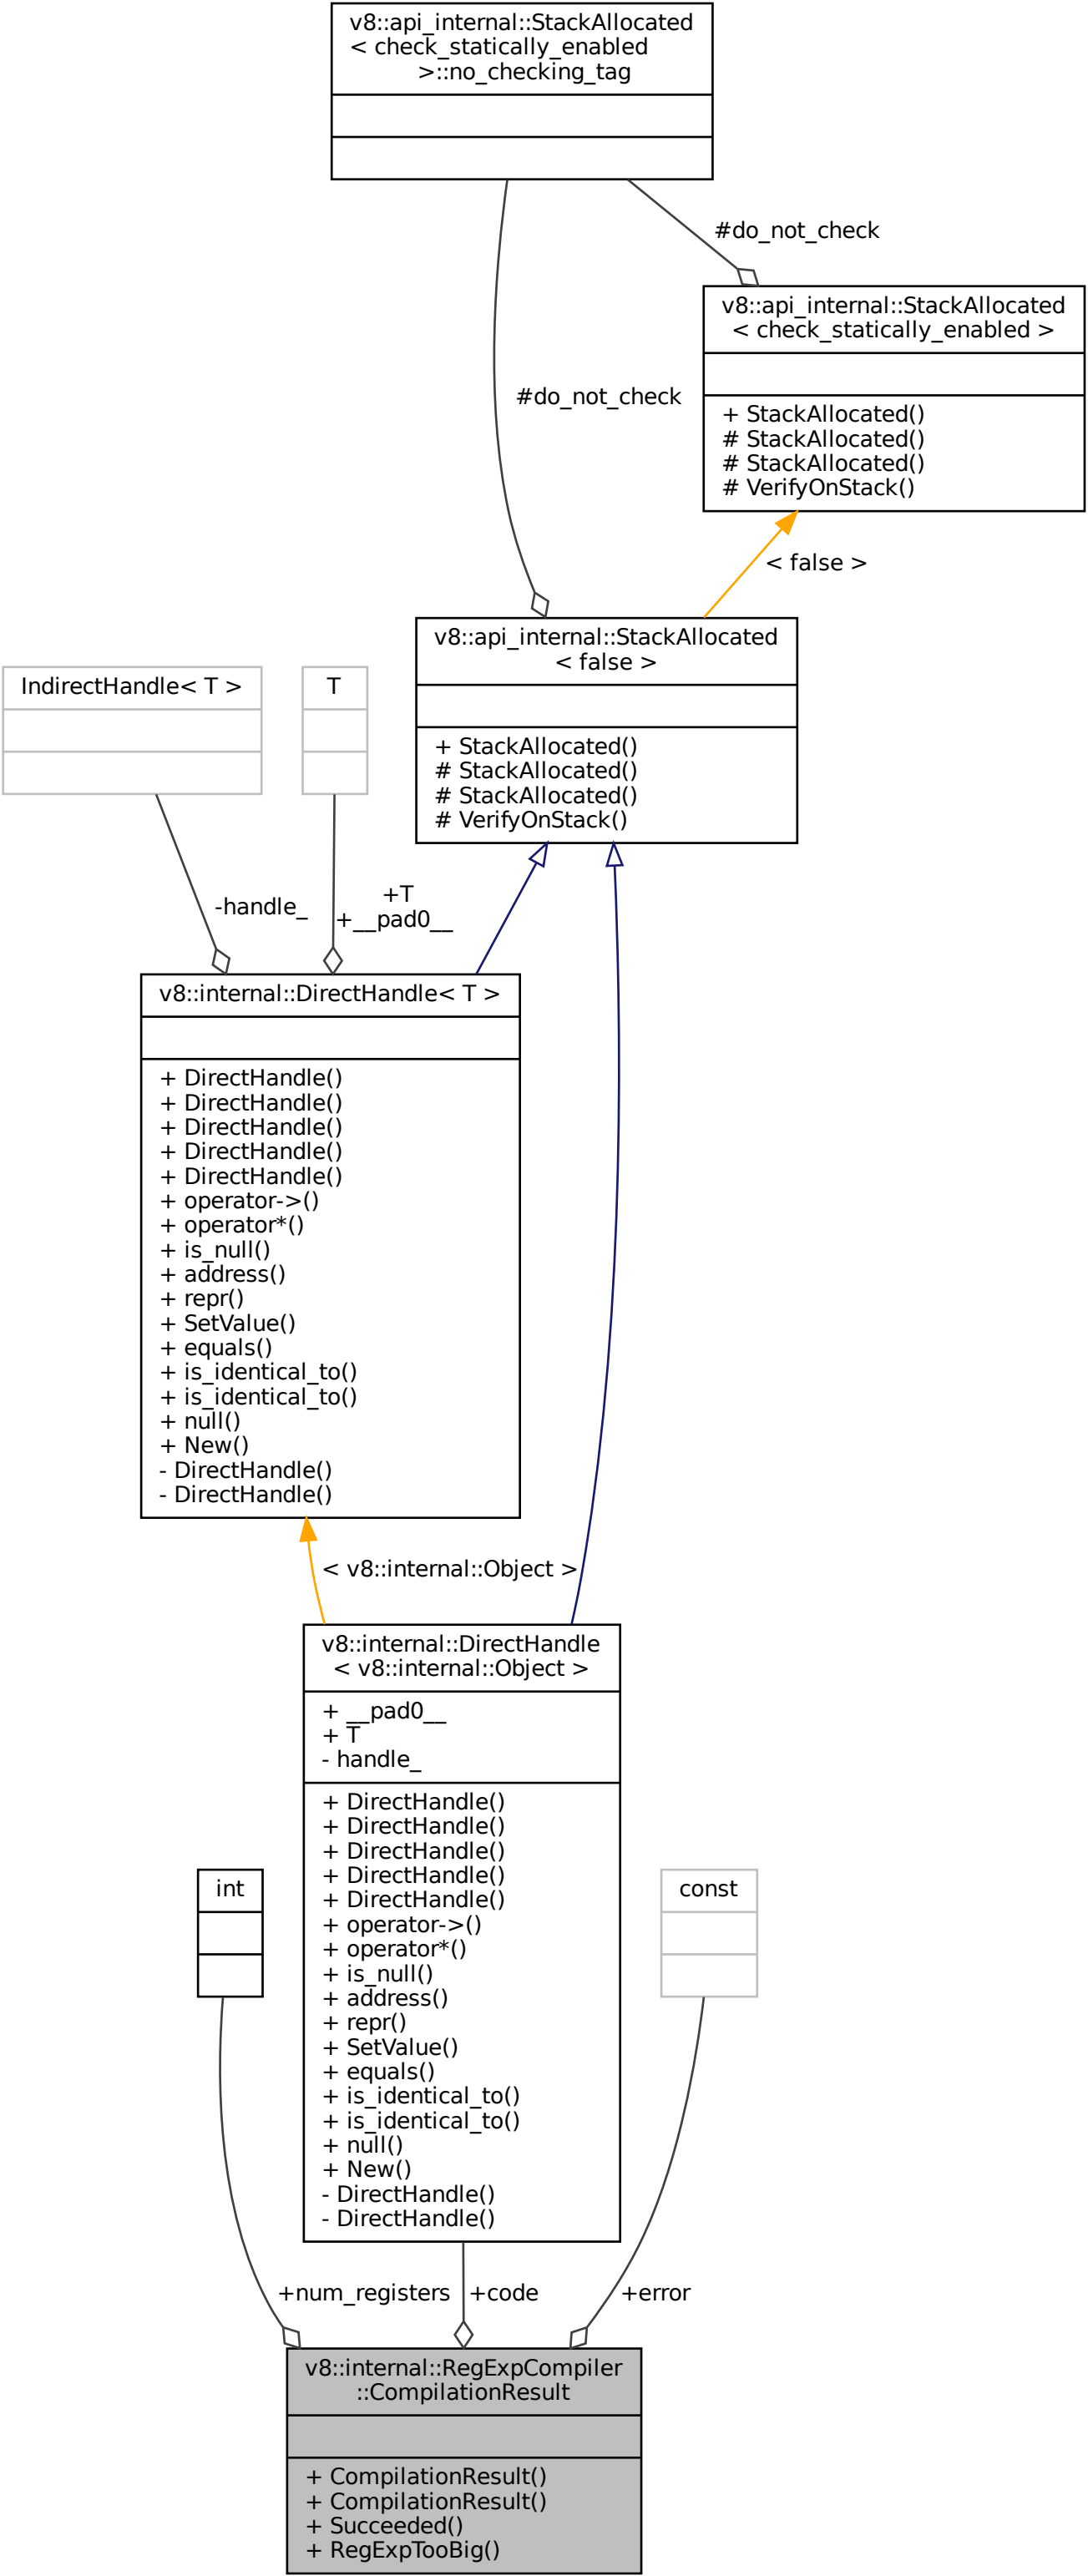 v8::api_internal::StackAllocated
< check_statically_enabled
>::no_checking_tag
#do_not_check
v8::api_internal::StackAllocated
< check_statically_enabled >
+ StackAllocated()
# StackAllocated()
# StackAllocated()
# VerifyOnStack()
#do_not_check
< false >
v8::api_internal::StackAllocated
< false >
+ StackAllocated()
# StackAllocated()
# StackAllocated()
# VerifyOnStack()
IndirectHandle< T >
T
-handle_
+T
+__pad0__
v8::internal::DirectHandle< T >
+ DirectHandle()
+ DirectHandle()
+ DirectHandle()
+ DirectHandle()
+ DirectHandle()
+ operator->()
+ operator*()
+ is_null()
+ address()
+ repr()
+ SetValue()
+ equals()
+ is_identical_to()
+ is_identical_to()
+ null()
+ New()
- DirectHandle()
- DirectHandle()
< v8::internal::Object >
v8::internal::DirectHandle
< v8::internal::Object >
+ __pad0__
+ T
- handle_
+ DirectHandle()
+ DirectHandle()
+ DirectHandle()
+ DirectHandle()
+ DirectHandle()
+ operator->()
+ operator*()
+ is_null()
+ address()
+ repr()
+ SetValue()
+ equals()
+ is_identical_to()
+ is_identical_to()
+ null()
+ New()
- DirectHandle()
- DirectHandle()
int
const
+num_registers
+code
+error
v8::internal::RegExpCompiler
::CompilationResult
+ CompilationResult()
+ CompilationResult()
+ Succeeded()
+ RegExpTooBig()